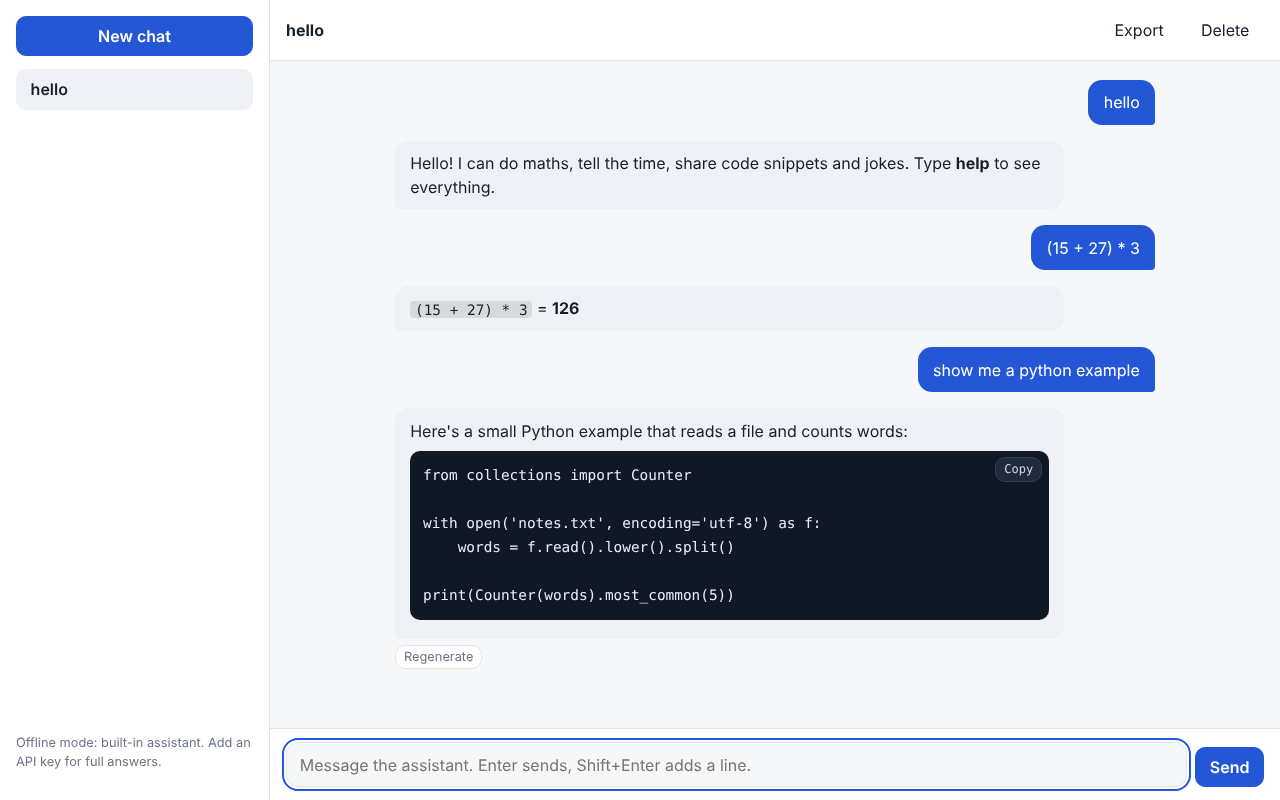 New chat
hello
Offline mode: built-in assistant. Add an
API key for full answers.
hello
Export
Delete
hello
Hello! I can do maths, tell the time, share code snippets and jokes. Type help to see
everything.
(15 + 27) * 3
(15 + 27) * 3 = 126
show me a python example
Here's a small Python example that reads a file and counts words:
Copy
from collections import Counter
with open('notes.txt', encoding='utf-8') as f:
    words = f.read().lower().split()
print(Counter(words).most_common(5))
Regenerate
Message the assistant. Enter sends, Shift+Enter adds a line.
Send